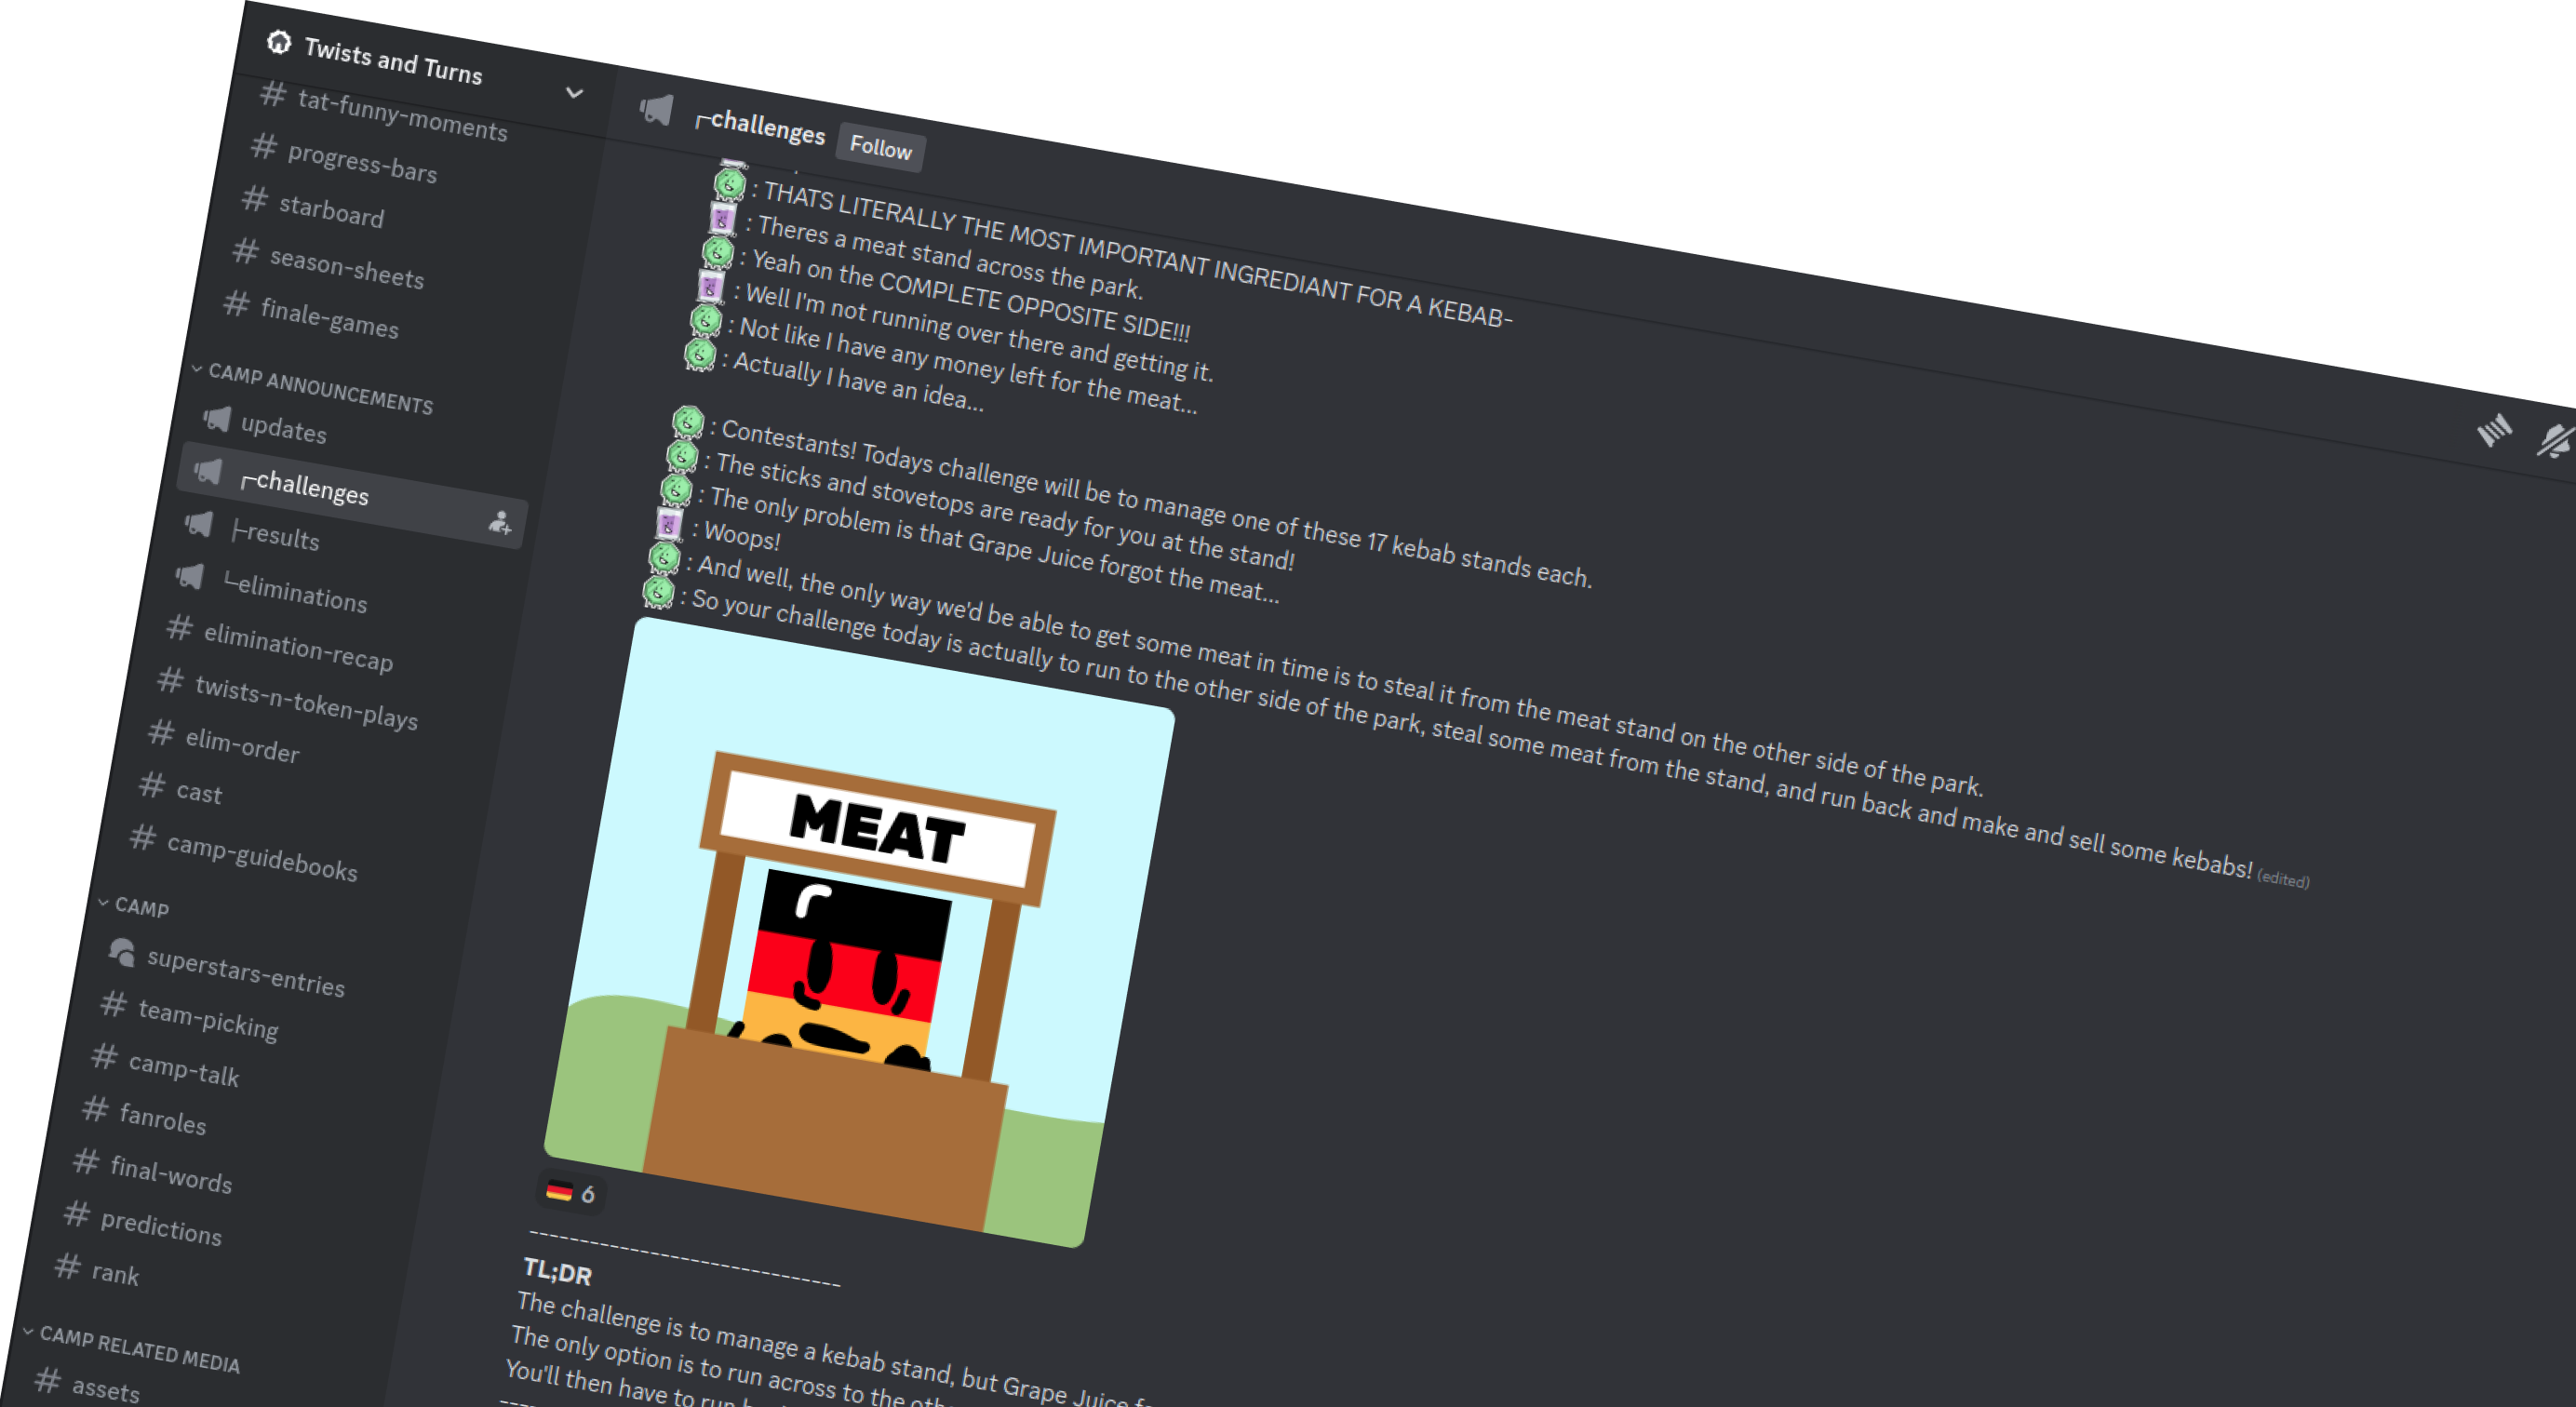 Twists and Turns
# tat-funny-moments
# progress-bars
# starboard
# season-sheets
# finale-games
CAMP ANNOUNCEMENTS
updates
┌challenges
├results
└eliminations
# elimination-recap
# twists-n-token-plays
# elim-order
# cast
# camp-guidebooks
CAMP
superstars-entries
# team-picking
# camp-talk
# fanroles
# final-words
# predictions
# rank
CAMP RELATED MEDIA
# assets
┌challenges Follow
: THATS LITERALLY THE MOST IMPORTANT INGREDIANT FOR A KEBAB-
: Theres a meat stand across the park.
: Yeah on the COMPLETE OPPOSITE SIDE!!!
: Well I'm not running over there and getting it.
: Not like I have any money left for the meat...
: Actually I have an idea...
: Contestants! Todays challenge will be to manage one of these 17 kebab stands each.
: The sticks and stovetops are ready for you at the stand!
: The only problem is that Grape Juice forgot the meat...
: Woops!
: And well, the only way we'd be able to get some meat in time is to steal it from the meat stand on the other side of the park.
: So your challenge today is actually to run to the other side of the park, steal some meat from the stand, and run back and make and sell some kebabs! (edited)
MEAT
6
------------------------------
TL;DR
The challenge is to manage a kebab stand, but Grape Juice
The only option is to run across to the
You'll then have to run